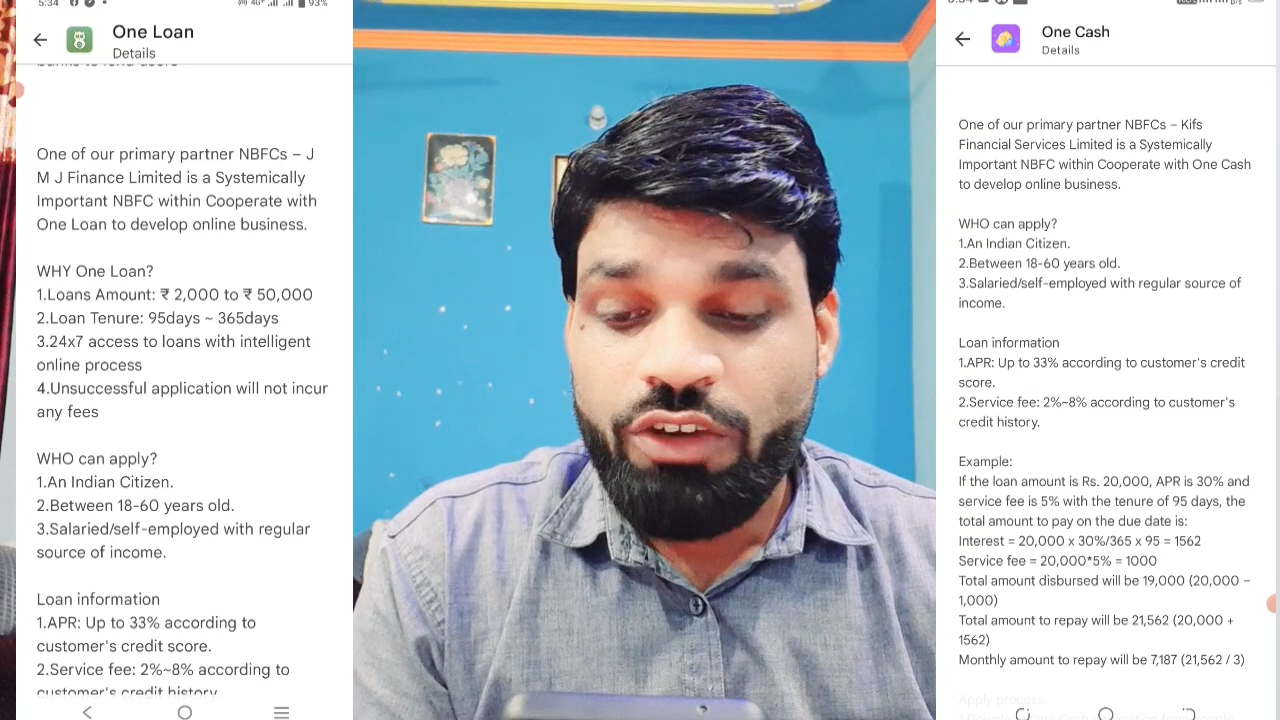 5:34
4G+
93%
One Loan
Details
One of our primary partner NBFCs – J
M J Finance Limited is a Systemically
Important NBFC within Cooperate with
One Loan to develop online business.
WHY One Loan?
1.Loans Amount: ₹ 2,000 to ₹ 50,000
2.Loan Tenure: 95days ~ 365days
3.24x7 access to loans with intelligent
online process
4.Unsuccessful application will not incur
any fees
WHO can apply?
1.An Indian Citizen.
2.Between 18-60 years old.
3.Salaried/self-employed with regular
source of income.
Loan information
1.APR: Up to 33% according to
customer's credit score.
2.Service fee: 2%~8% according to
customer's credit history
One Cash
Details
One of our primary partner NBFCs – Kifs
Financial Services Limited is a Systemically
Important NBFC within Cooperate with One Cash
to develop online business.
WHO can apply?
1.An Indian Citizen.
2.Between 18-60 years old.
3.Salaried/self-employed with regular source of
income.
Loan information
1.APR: Up to 33% according to customer's credit
score.
2.Service fee: 2%~8% according to customer's
credit history.
Example:
If the loan amount is Rs. 20,000, APR is 30% and
service fee is 5% with the tenure of 95 days, the
total amount to pay on the due date is:
Interest = 20,000 x 30%/365 x 95 = 1562
Service fee = 20,000*5% = 1000
Total amount disbursed will be 19,000 (20,000 –
1,000)
Total amount to repay will be 21,562 (20,000 +
1562)
Monthly amount to repay will be 7,187 (21,562 / 3)
Apply process